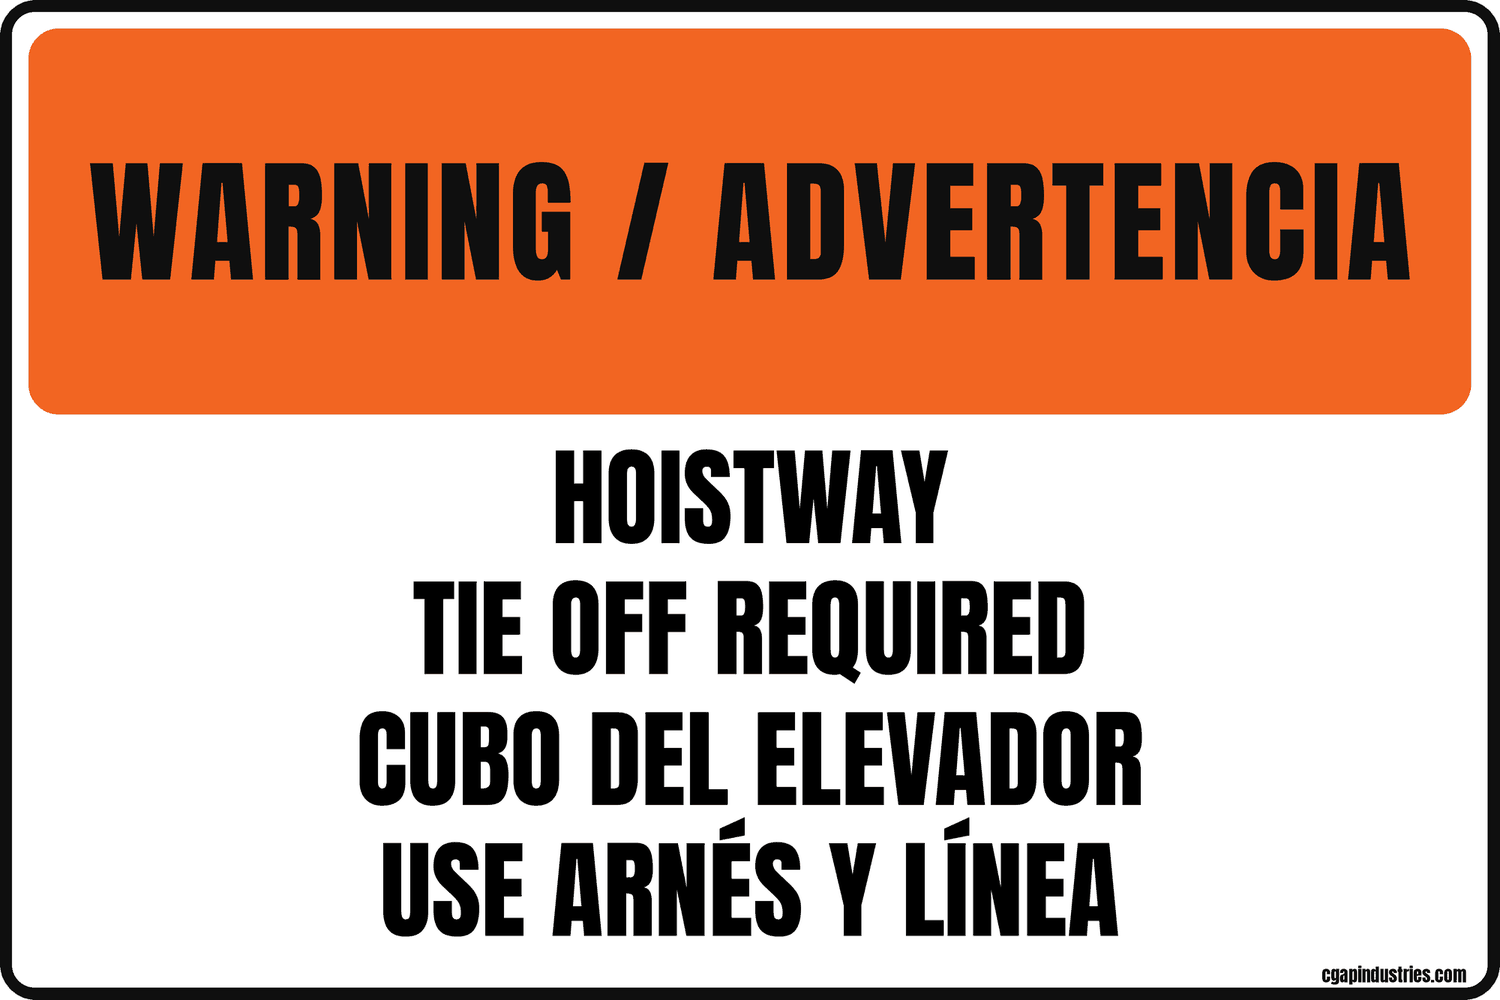 WARNING / ADVERTENCIA
HOISTWAY
TIE OFF REQUIRED
CUBO DEL ELEVADOR
USE ARNÉS Y LÍNEA
cgapindustries.com